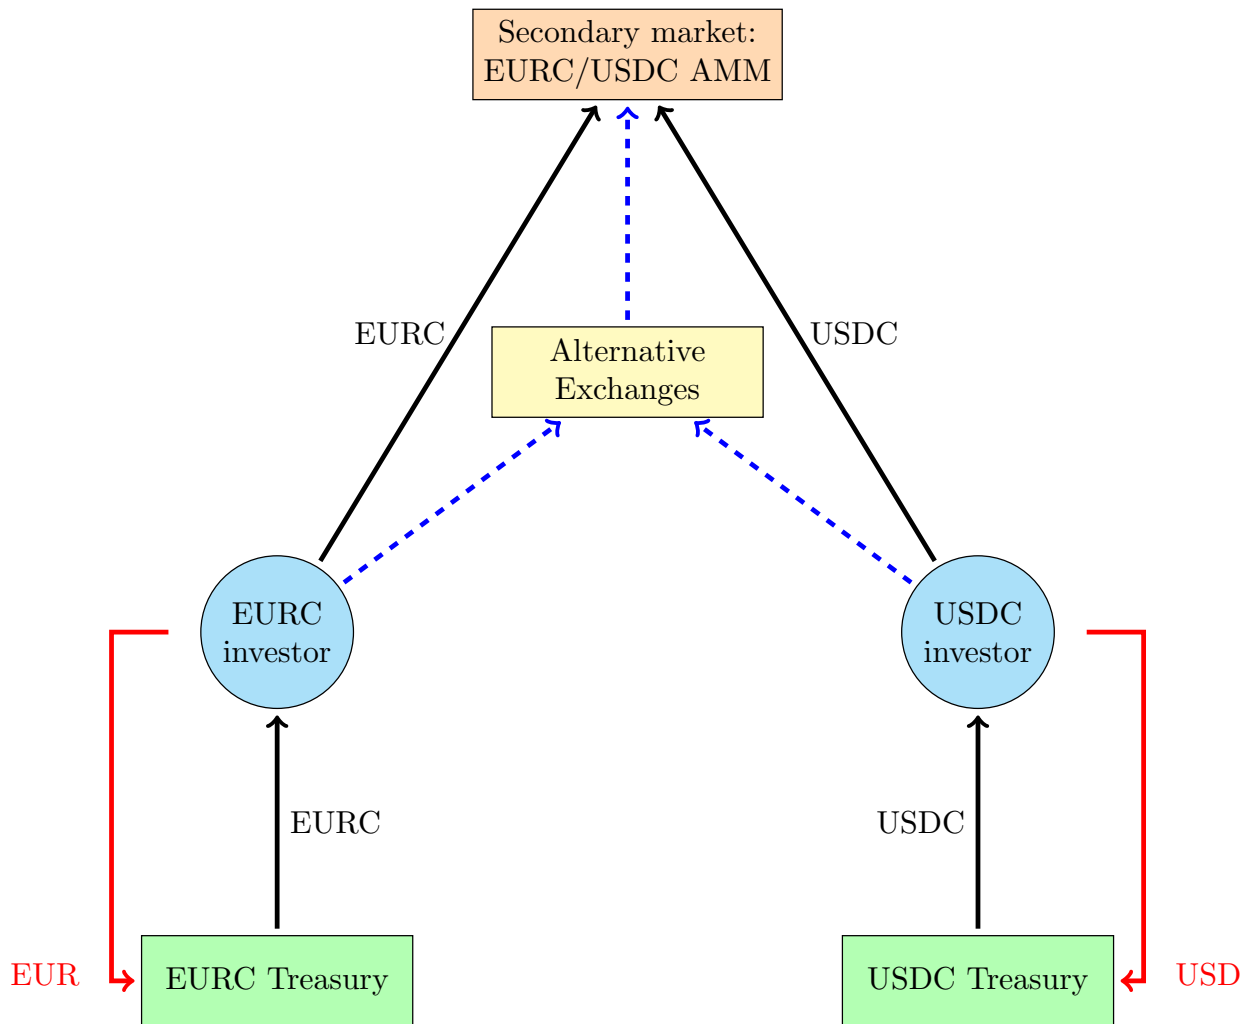 Secondary market:
EURC/USDC AMM
EURC
USDC
Alternative
Exchanges
EURC
investor
USDC
investor
EURC
USDC
EUR
EURC Treasury
USDC Treasury
USD